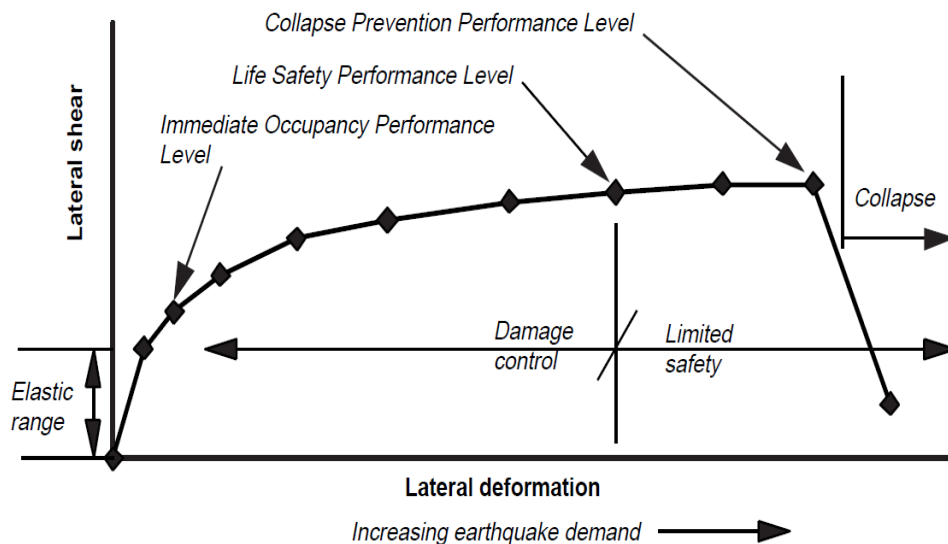 Collapse Prevention Performance Level
Life Safety Performance Level
Immediate Occupancy Performance
Level
Lateral shear
Collapse
Damage
control
Limited
safety
Elastic
range
Lateral deformation
Increasing earthquake demand